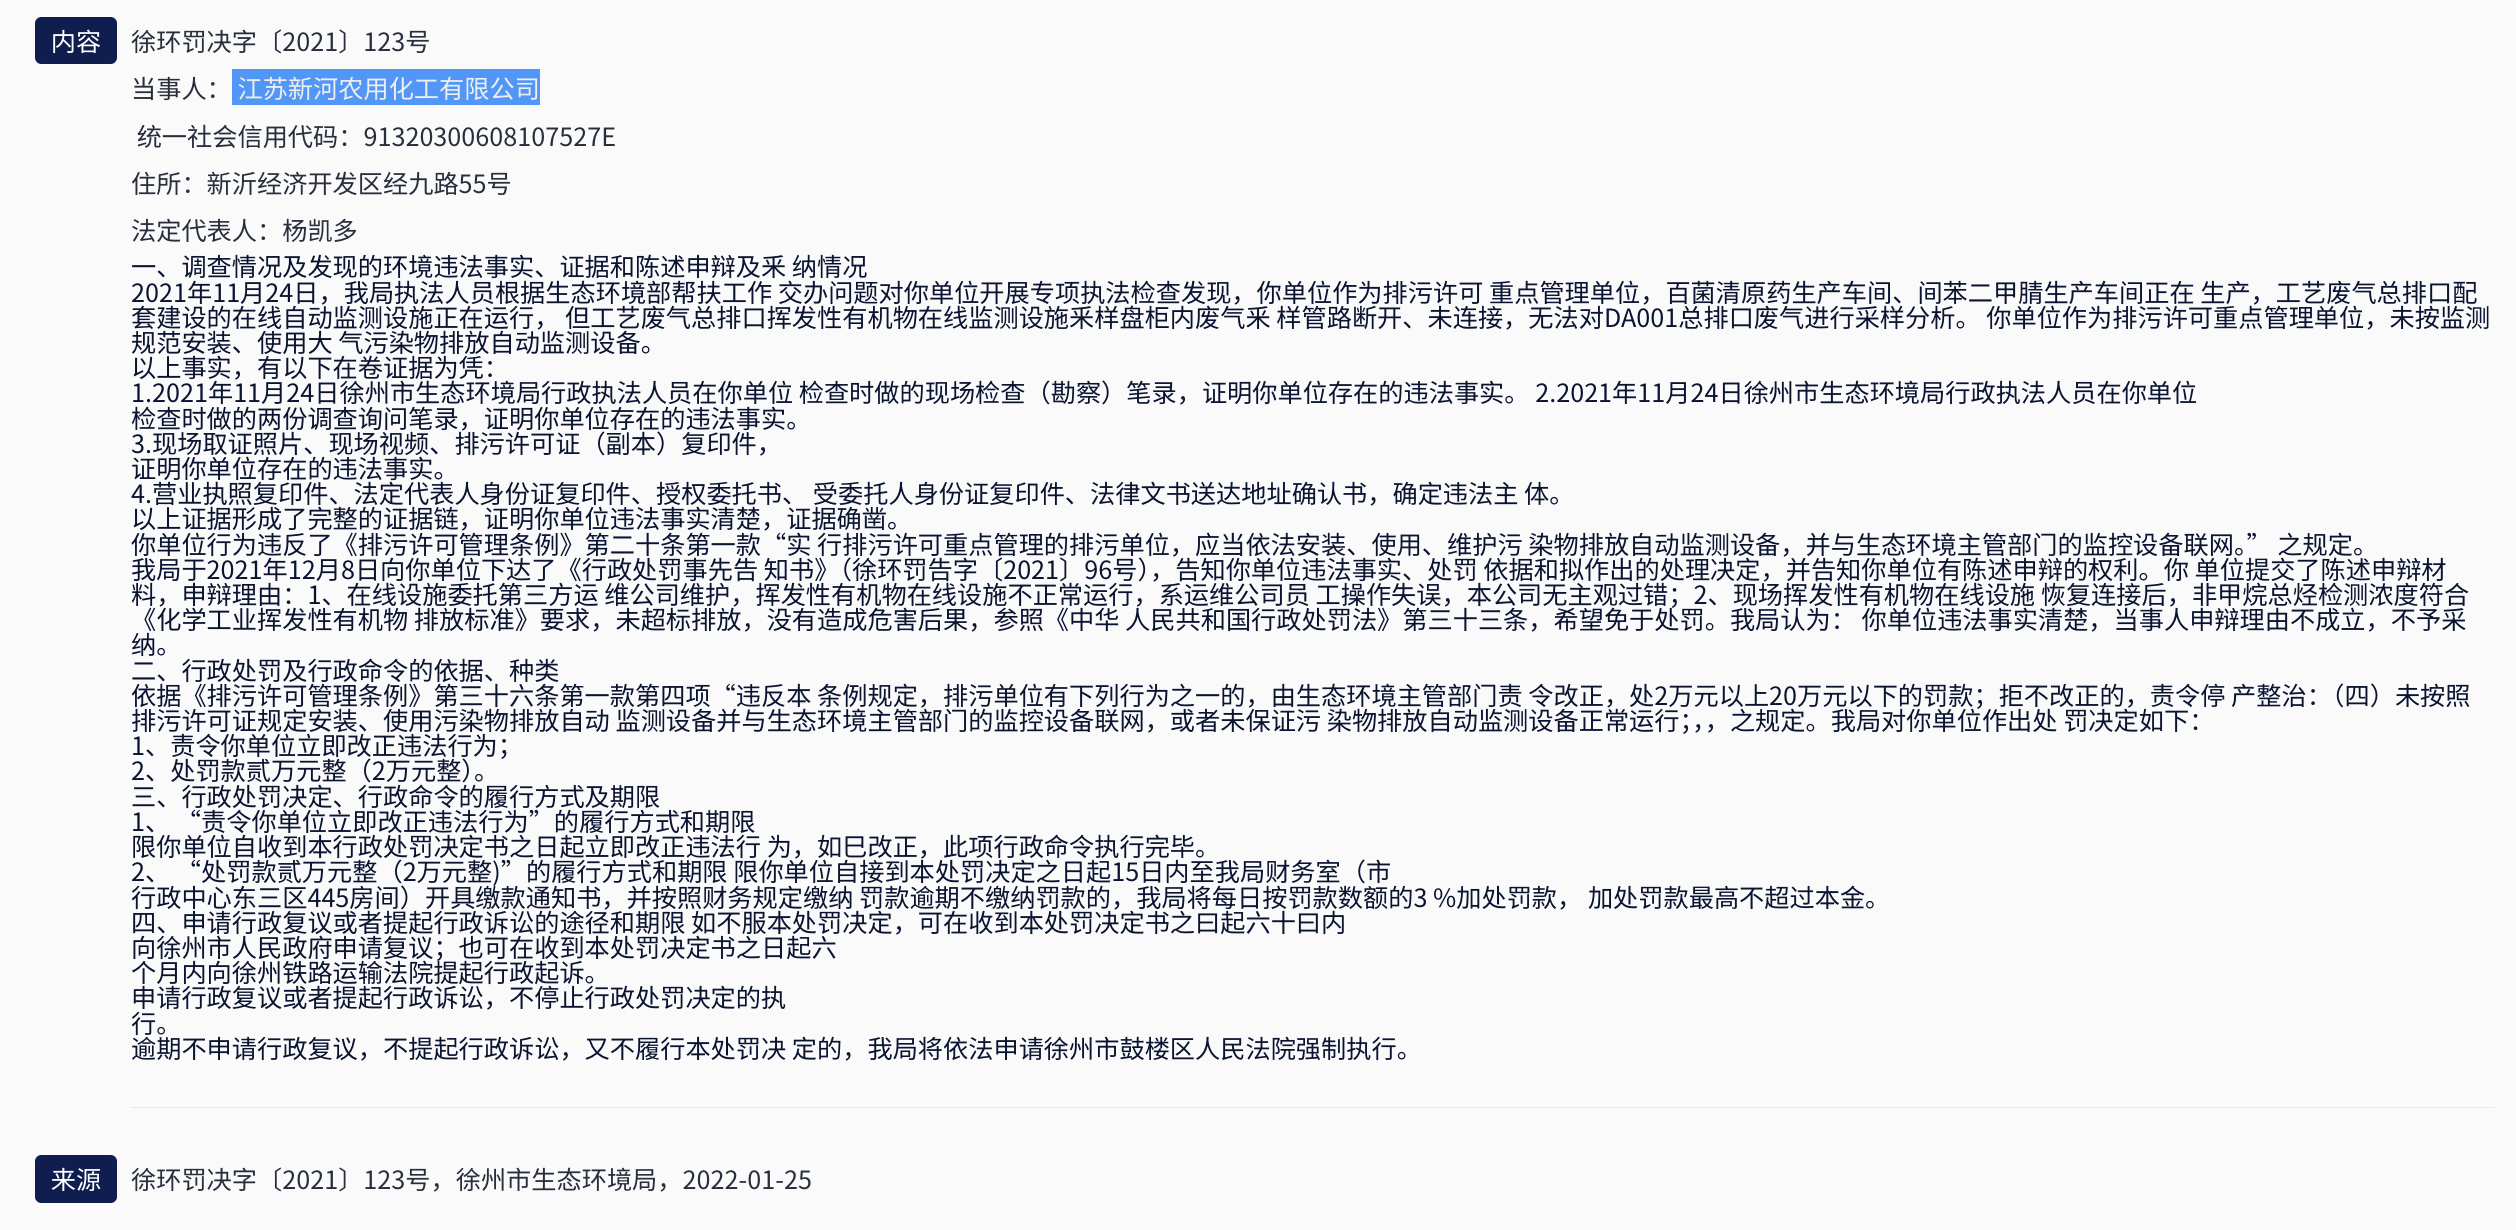 内容 徐环罚决字〔2021〕123号
当事人： 江苏新河农用化工有限公司
统一社会信用代码：91320300608107527E
住所：新沂经济开发区经九路55号
法定代表人：杨凯多
一、调查情况及发现的环境违法事实、证据和陈述申辩及釆 纳情况
2021年11月24日，我局执法人员根据生态环境部帮扶工作 交办问题对你单位开展专项执法检查发现，你单位作为排污许可 重点管理单位，百菌清原药生产车间、间苯二甲腈生产车间正在 生产，工艺废气总排口配
套建设的在线自动监测设施正在运行， 但工艺废气总排口挥发性有机物在线监测设施釆样盘柜内废气釆 样管路断开、未连接，无法对DA001总排口废气进行采样分析。 你单位作为排污许可重点管理单位，未按监测
规范安装、使用大 气污染物排放自动监测设备。
以上事实，有以下在卷证据为凭：
1.2021年11月24日徐州市生态环境局行政执法人员在你单位 检查时做的现场检查（勘察）笔录，证明你单位存在的违法事实。 2.2021年11月24日徐州市生态环境局行政执法人员在你单位
检查时做的两份调查询问笔录，证明你单位存在的违法事实。
3.现场取证照片、现场视频、排污许可证（副本）复印件，
证明你单位存在的违法事实。
4.营业执照复印件、法定代表人身份证复印件、授权委托书、 受委托人身份证复印件、法律文书送达地址确认书，确定违法主 体。
以上证据形成了完整的证据链，证明你单位违法事实清楚，证据确凿。
你单位行为违反了《排污许可管理条例》第二十条第一款“实 行排污许可重点管理的排污单位，应当依法安装、使用、维护污 染物排放自动监测设备，并与生态环境主管部门的监控设备联网。” 之规定。
我局于2021年12月8日向你单位下达了《行政处罚事先告 知书》（徐环罚告字〔2021〕96号），告知你单位违法事实、处罚 依据和拟作出的处理决定，并告知你单位有陈述申辩的权利。你 单位提交了陈述申辩材
料，申辩理由：1、在线设施委托第三方运 维公司维护，挥发性有机物在线设施不正常运行，系运维公司员 工操作失误，本公司无主观过错；2、现场挥发性有机物在线设施 恢复连接后，非甲烷总烃检测浓度符合
《化学工业挥发性有机物 排放标准》要求，未超标排放，没有造成危害后果，参照《中华 人民共和国行政处罚法》第三十三条，希望免于处罚。我局认为： 你单位违法事实清楚，当事人申辩理由不成立，不予采
纳。
二、行政处罚及行政命令的依据、种类
依据《排污许可管理条例》第三十六条第一款第四项“违反本 条例规定，排污单位有下列行为之一的，由生态环境主管部门责 令改正，处2万元以上20万元以下的罚款；拒不改正的，责令停 产整治：（四）未按照
排污许可证规定安装、使用污染物排放自动 监测设备并与生态环境主管部门的监控设备联网，或者未保证污 染物排放自动监测设备正常运行；，，之规定。我局对你单位作出处 罚决定如下：
1、责令你单位立即改正违法行为；
2、处罚款贰万元整（2万元整）。
三、行政处罚决定、行政命令的履行方式及期限
1、 “责令你单位立即改正违法行为”的履行方式和期限
限你单位自收到本行政处罚决定书之日起立即改正违法行 为，如巳改正，此项行政命令执行完毕。
2、 “处罚款贰万元整（2万元整)”的履行方式和期限 限你单位自接到本处罚决定之日起15日内至我局财务室（市
行政中心东三区445房间）开具缴款通知书，并按照财务规定缴纳 罚款逾期不缴纳罚款的，我局将每日按罚款数额的3 %加处罚款， 加处罚款最高不超过本金。
四、申请行政复议或者提起行政诉讼的途径和期限 如不服本处罚决定，可在收到本处罚决定书之曰起六十曰内
向徐州市人民政府申请复议；也可在收到本处罚决定书之日起六
个月内向徐州铁路运输法院提起行政起诉。
申请行政复议或者提起行政诉讼，不停止行政处罚决定的执
行。
逾期不申请行政复议，不提起行政诉讼，又不履行本处罚决 定的，我局将依法申请徐州市鼓楼区人民法院强制执行。
来源 徐环罚决字〔2021〕123号，徐州市生态环境局，2022-01-25